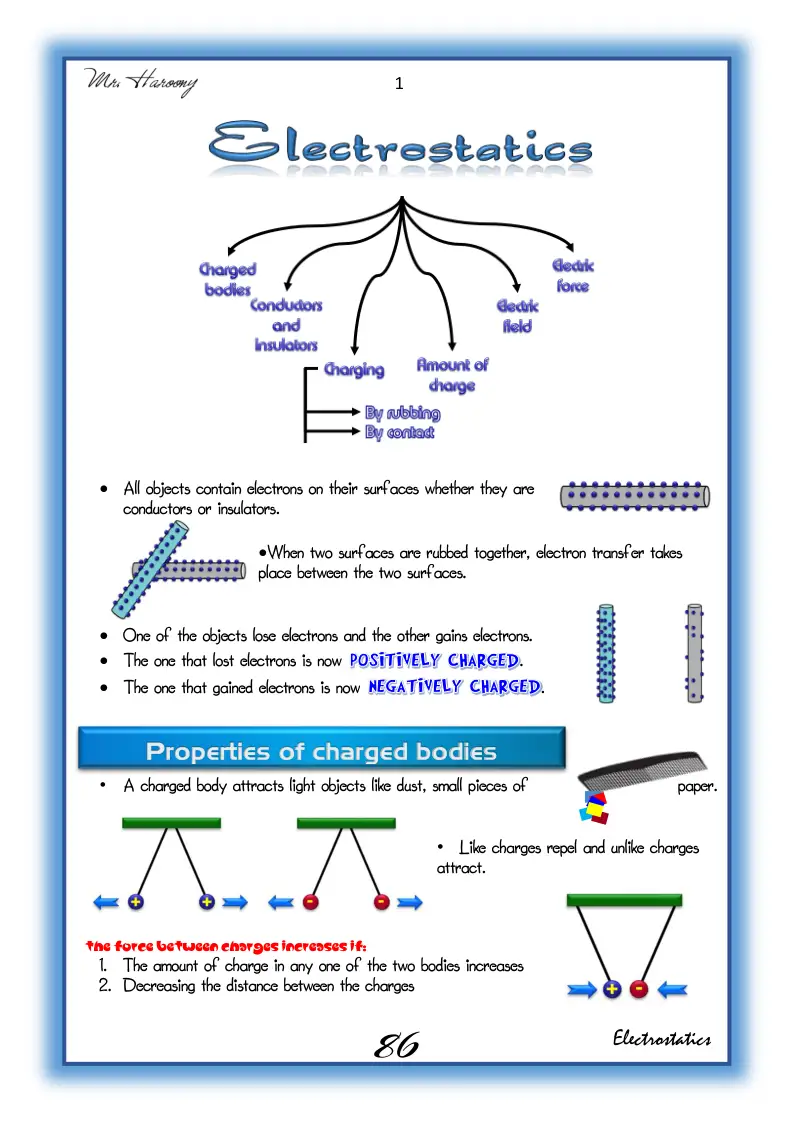 Mr. Haroomy
1
Electrostatics
Charged
bodies
Conductors
and
insulators
Charging
By rubbing
By contact
Amount of
charge
Electric
field
Electric
force
• All objects contain electrons on their surfaces whether they are
conductors or insulators.
•When two surfaces are rubbed together, electron transfer takes
place between the two surfaces.
• One of the objects lose electrons and the other gains electrons.
• The one that lost electrons is now POSITIVELY CHARGED.
• The one that gained electrons is now NEGATIVELY CHARGED.
Properties of charged bodies
• A charged body attracts light objects like dust, small pieces of paper.
• Like charges repel and unlike charges
attract.
+ +
- -
+ -
the force between charges increases if:
1. The amount of charge in any one of the two bodies increases
2. Decreasing the distance between the charges
86
Electrostatics